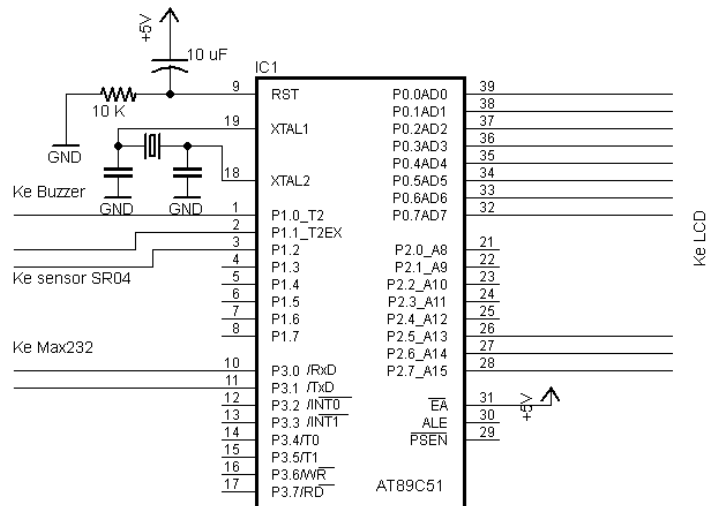 +5V
10 uF
IC1
9 RST P0.0AD0 39
10 K
P0.1AD1 38
19 XTAL1 P0.2AD2 37
P0.3AD3 36
GND
P0.4AD4 35
18 XTAL2 P0.5AD5 34
Ke Buzzer
P0.6AD6 33
GND GND
1 P1.0_T2 P0.7AD7 32
2 P1.1_T2EX
3 P1.2 P2.0_A8 21
Ke LCD
4 P1.3 P2.1_A9 22
Ke sensor SR04
5 P1.4 P2.2_A10 23
6 P1.5 P2.3_A11 24
7 P1.6 P2.4_A12 25
8 P1.7 P2.5_A13 26
Ke Max232
P2.6_A14 27
10 P3.0 /RxD P2.7_A15 28
11 P3.1 /TxD
12 P3.2 /INT0 EA 31
+5V
13 P3.3 /INT1 ALE 30
14 P3.4/T0 PSEN 29
15 P3.5/T1
16 P3.6/WR
17 P3.7/RD
AT89C51